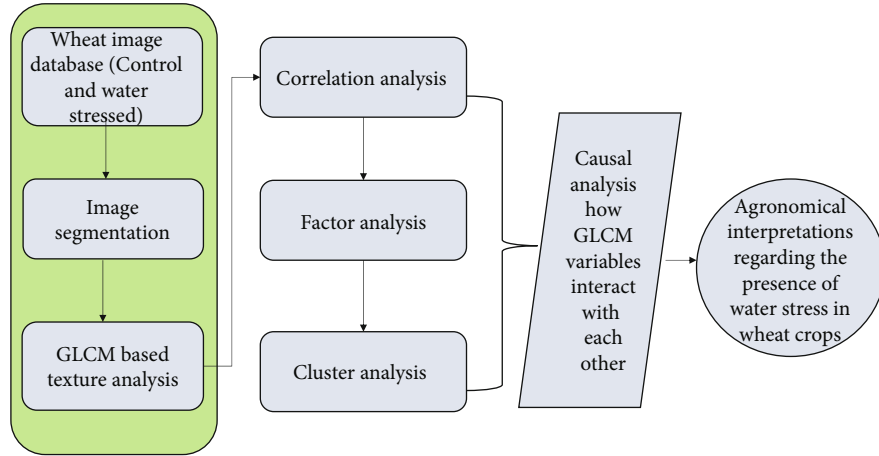 Wheat image
database (Control
and water
stressed)
Image
segmentation
GLCM based
texture analysis
Correlation analysis
Factor analysis
Cluster analysis
Causal
analysis
how
GLCM
variables
interact
with
each
other
Agronomical
interpretations
regarding the
presence of
water stress in
wheat crops